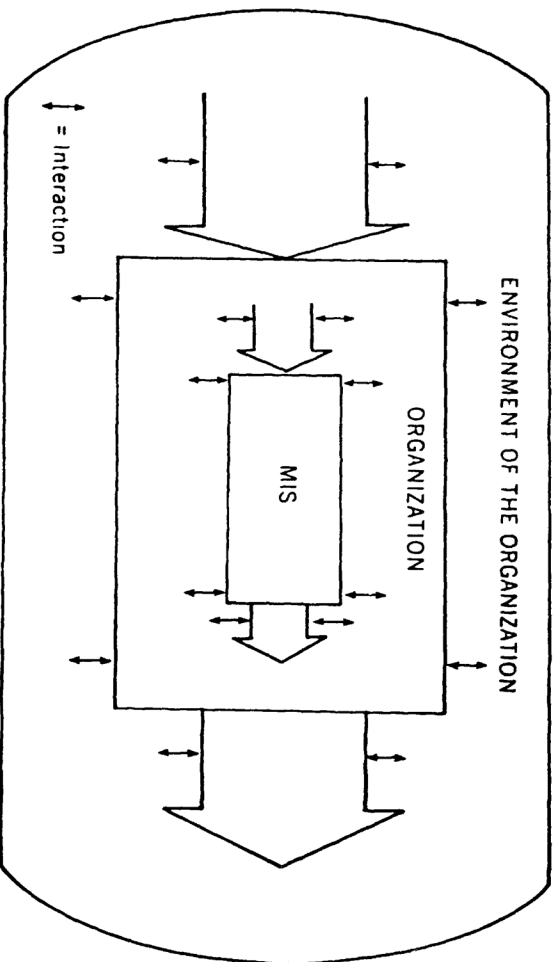 ENVIRONMENT OF THE ORGANIZATION
ORGANIZATION
MIS
= Interaction